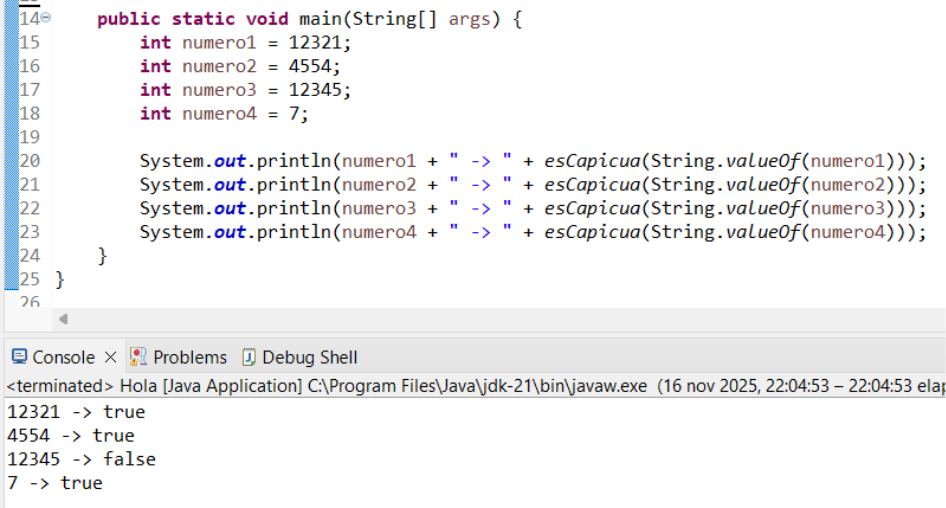 14 public static void main(String[] args) {
15 int numero1 = 12321;
16 int numero2 = 4554;
17 int numero3 = 12345;
18 int numero4 = 7;
19
20 System.out.println(numero1 + " -> " + esCapicua(String.valueOf(numero1)));
21 System.out.println(numero2 + " -> " + esCapicua(String.valueOf(numero2)));
22 System.out.println(numero3 + " -> " + esCapicua(String.valueOf(numero3)));
23 System.out.println(numero4 + " -> " + esCapicua(String.valueOf(numero4)));
24 }
25 }
26
Console Problems Debug Shell
<terminated> Hola [Java Application] C:\Program Files\Java\jdk-21\bin\javaw.exe (16 nov 2025, 22:04:53 – 22:04:53 elap
12321 -> true
4554 -> true
12345 -> false
7 -> true